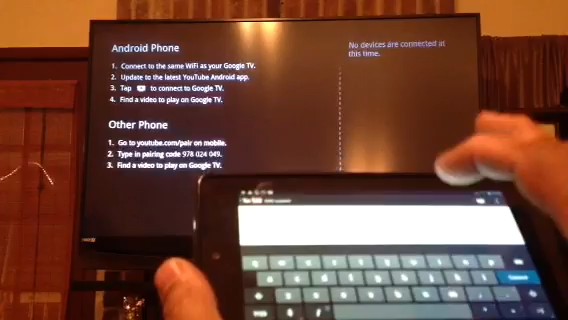 Android Phone
1. Connect to the same WiFi as your Google TV.
2. Update to the latest YouTube Android app.
3. Tap to connect to Google TV.
4. Find a video to play on Google TV.
Other Phone
1. Go to youtube.com/pair on mobile.
2. Type in pairing code 978 024 049.
3. Find a video to play on Google TV.
No devices are connected at
this time.